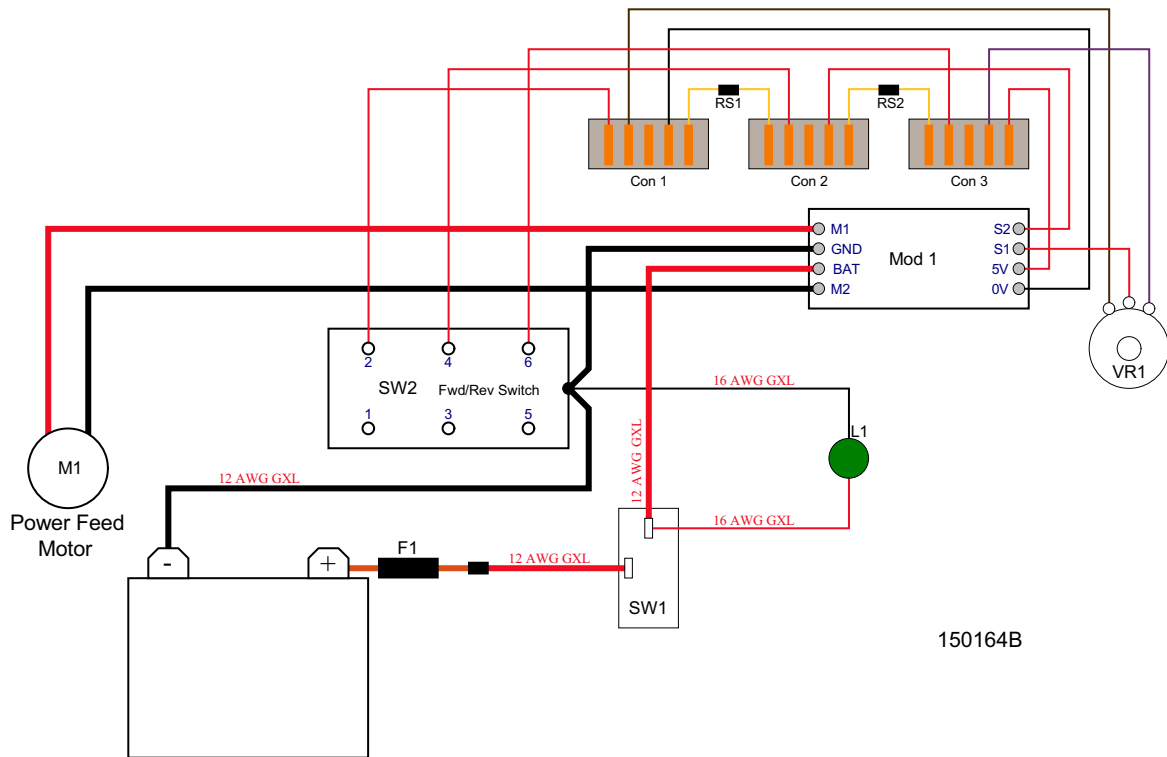 RS1
RS2
Con 1
Con 2
Con 3
M1
GND
BAT
M2
Mod 1
S2
S1
5V
0V
VR1
2
4
6
SW2
Fwd/Rev Switch
1
3
5
16 AWG GXL
L1
12 AWG GXL
M1
Power Feed
Motor
12 AWG GXL
16 AWG GXL
-
+
F1
12 AWG GXL
SW1
150164B